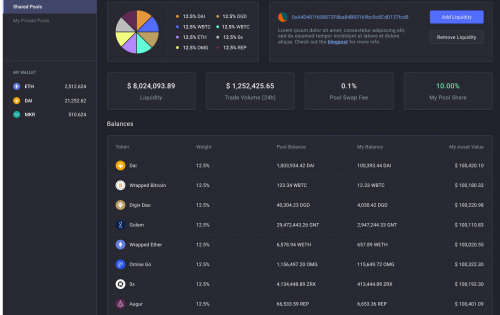 Shared Pools
My Private Pools
MY WALLET
ETH 2,512.624
DAI 21,252.62
MKR 510.624
12.5% DAI 12.5% DGD
12.5% WBTC 12.5% WETC
12.5% ETH 12.5% 0x
12.5% OMG 12.5% REP
Add Liquidity
Lorem ipsum dolor sit amet, consectetur adipiscing elit,
sed do eiusmod tempor incididunt ut labore et dolore
aliqua. Check out the blogpost for more info.
Remove Liquidity
$ 8,024,093.89
Liquidity
$ 1,252,425.65
Trade Volume (24h)
0.1%
Pool Swap Fee
10.00%
My Pool Share
Balances
Token Weight Pool Balance My Balance My Asset Value
Dai 12.5% 1,003,934.42 DAI 100,393.44 DAI $ 100,420.10
Wrapped Bitcoin 12.5% 123.34 WBTC 12.33 WBTC $ 100,180.33
Digix Dao 12.5% 40,304.23 DGD 4,030.42 DGD $ 100,220.98
Golem 12.5% 29,472,443.26 GNT 2,947,244.33 GNT $ 100,110.50
Wrapped Ether 12.5% 6,578.94 WETH 657.89 WETH $ 100,020.55
Omise Go 12.5% 1,156,497.20 OMG 115,649.72 OMG $ 100,322.30
0x 12.5% 4,134,448.94 ZRX 413,444.89 ZRX $ 100,192.30
Augur 12.5% 66,533.59 REP 6,653.36 REP $ 100,401.09